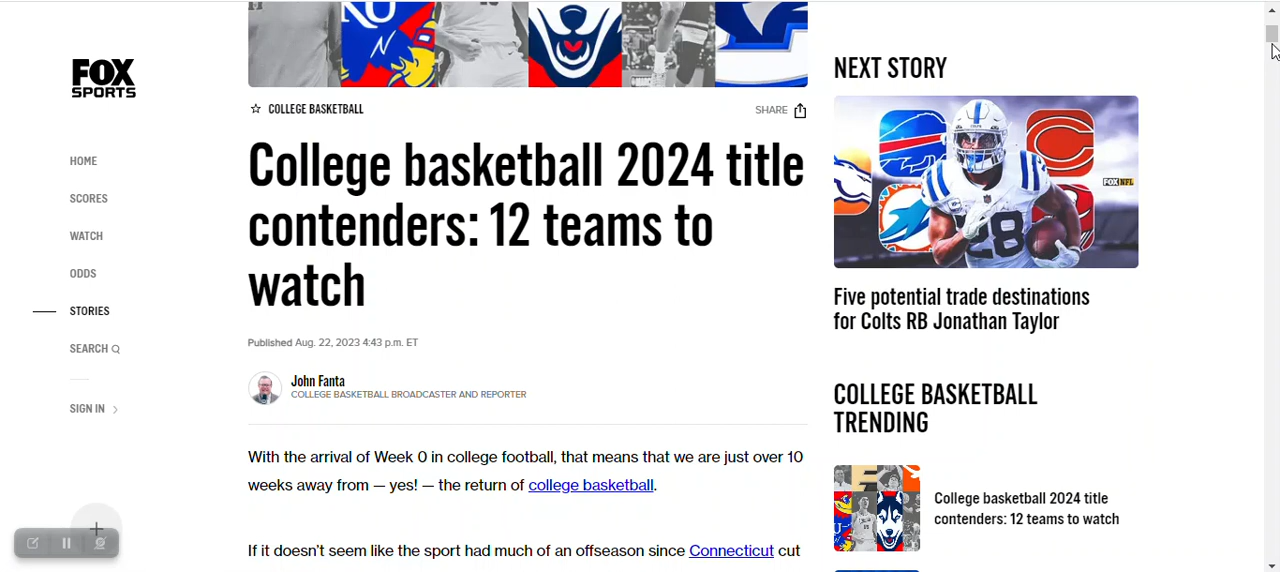 FOX
SPORTS
HOME
SCORES
WATCH
ODDS
STORIES
SEARCH
SIGN IN
KU
COLLEGE BASKETBALL
SHARE
College basketball 2024 title
contenders: 12 teams to
watch
Published Aug. 22, 2023 4:43 p.m. ET
John Fanta
COLLEGE BASKETBALL BROADCASTER AND REPORTER
With the arrival of Week 0 in college football, that means that we are just over 10
weeks away from — yes! — the return of college basketball.
If it doesn't seem like the sport had much of an offseason since Connecticut cut
NEXT STORY
FOX NFL
28
Five potential trade destinations
for Colts RB Jonathan Taylor
COLLEGE BASKETBALL
TRENDING
College basketball 2024 title
contenders: 12 teams to watch